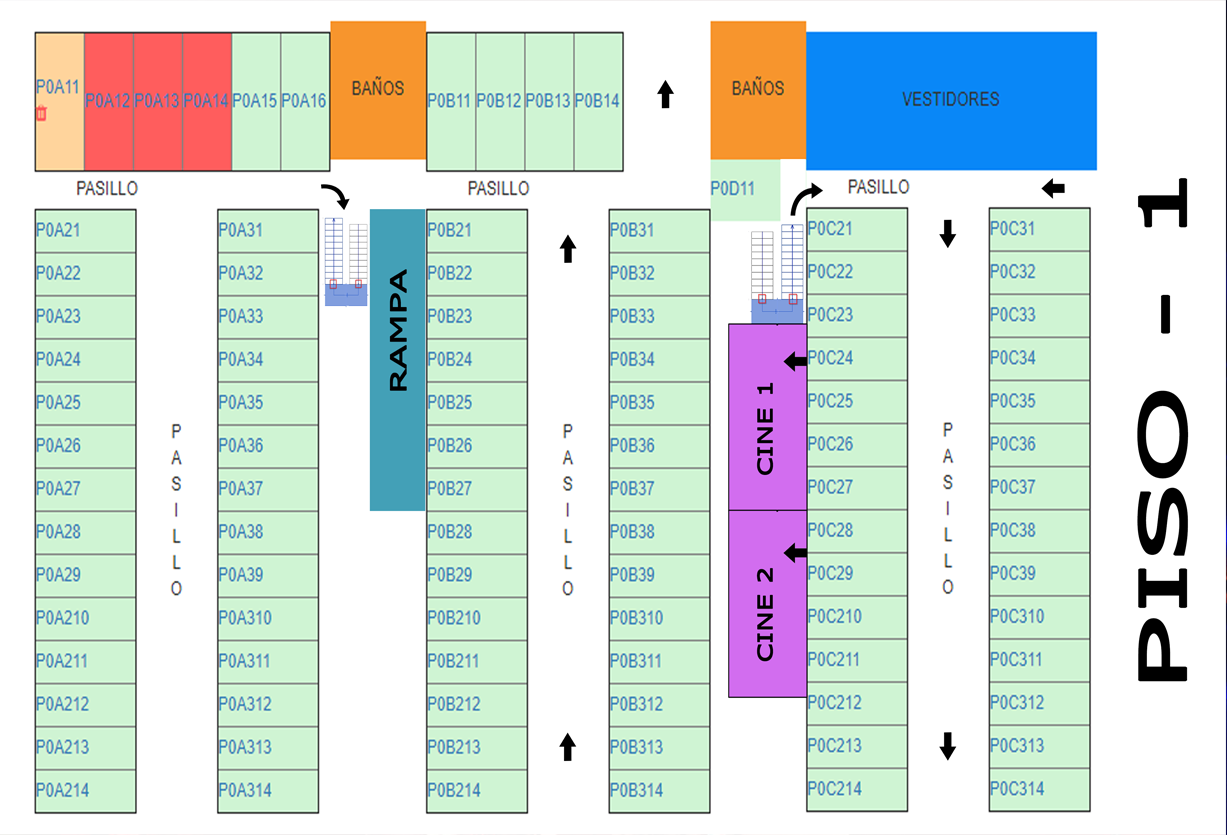 P0A11 P0A12 P0A13 P0A14 P0A15 P0A16 BAÑOS P0B11 P0B12 P0B13 P0B14 BAÑOS VESTIDORES
PASILLO PASILLO P0D11 PASILLO
P0A21 P0A31 P0B21 P0B31 P0C21 P0C31
P0A22 P0A32 P0B22 P0B32 P0C22 P0C32
P0A23 P0A33 P0B23 P0B33 P0C23 P0C33
P0A24 P0A34 P0B24 P0B34 P0C24 P0C34
P0A25 P0A35 P0B25 P0B35 P0C25 P0C35
P0A26 P0A36 P0B26 P0B36 P0C26 P0C36
P0A27 P0A37 P0B27 P0B37 P0C27 P0C37
P0A28 P0A38 P0B28 P0B38 P0C28 P0C38
P0A29 P0A39 P0B29 P0B39 P0C29 P0C39
P0A210 P0A310 P0B210 P0B310 P0C210 P0C310
P0A211 P0A311 P0B211 P0B311 P0C211 P0C311
P0A212 P0A312 P0B212 P0B312 P0C212 P0C312
P0A213 P0A313 P0B213 P0B313 P0C213 P0C313
P0A214 P0A314 P0B214 P0B314 P0C214 P0C314
PASILLO
RAMPA
PASILLO
CINE 1
CINE 2
PASILLO
PISO - 1